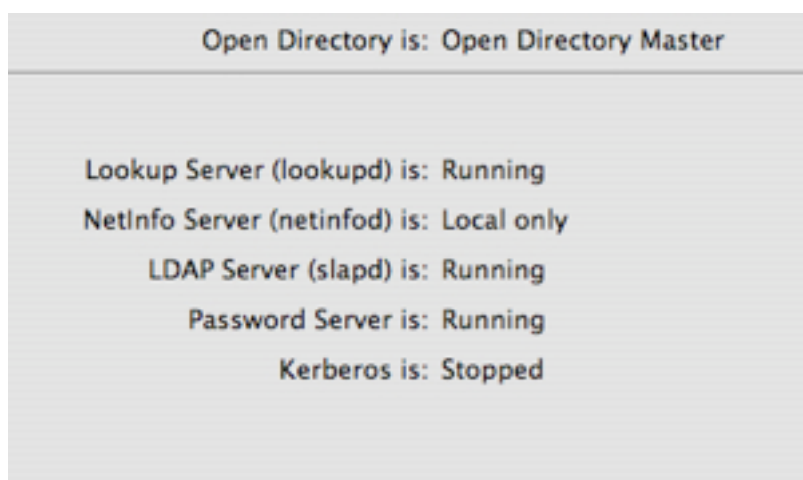 Open Directory is: Open Directory Master
Lookup Server (lookupd) is: Running
NetInfo Server (netinfod) is: Local only
LDAP Server (slapd) is: Running
Password Server is: Running
Kerberos is: Stopped